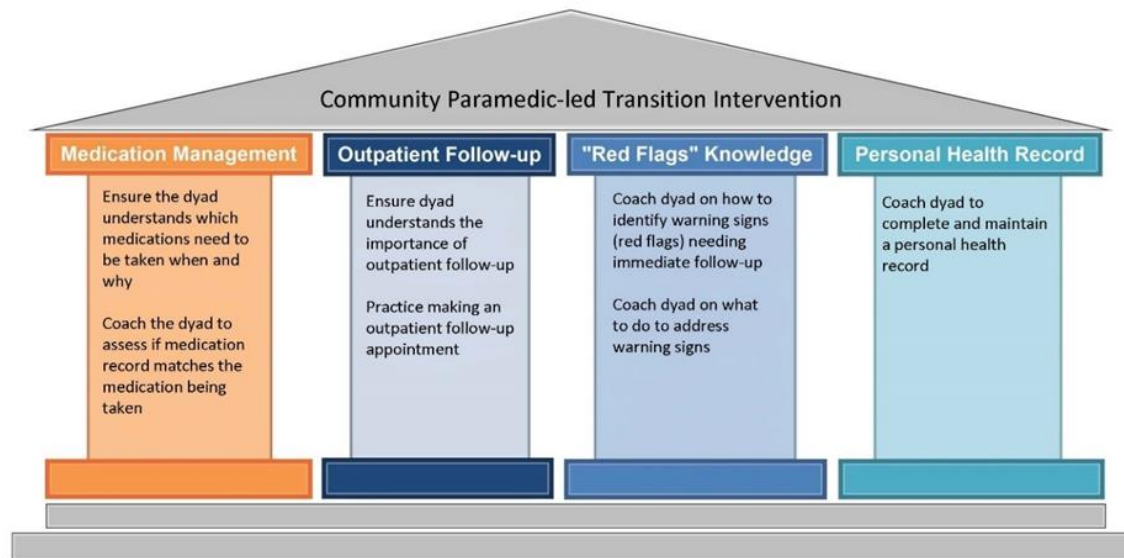 Community Paramedic-led Transition Intervention
Medication Management
Ensure the dyad
understands which
medications need to
be taken when and
why
Coach the dyad to
assess if medication
record matches the
medication being
taken
Outpatient Follow-up
Ensure dyad
understands the
importance of
outpatient follow-up
Practice making an
outpatient follow-up
appointment
"Red Flags" Knowledge
Coach dyad on how to
identify warning signs
(red flags) needing
immediate follow-up
Coach dyad on what
to do to address
warning signs
Personal Health Record
Coach dyad to
complete and maintain
a personal health
record